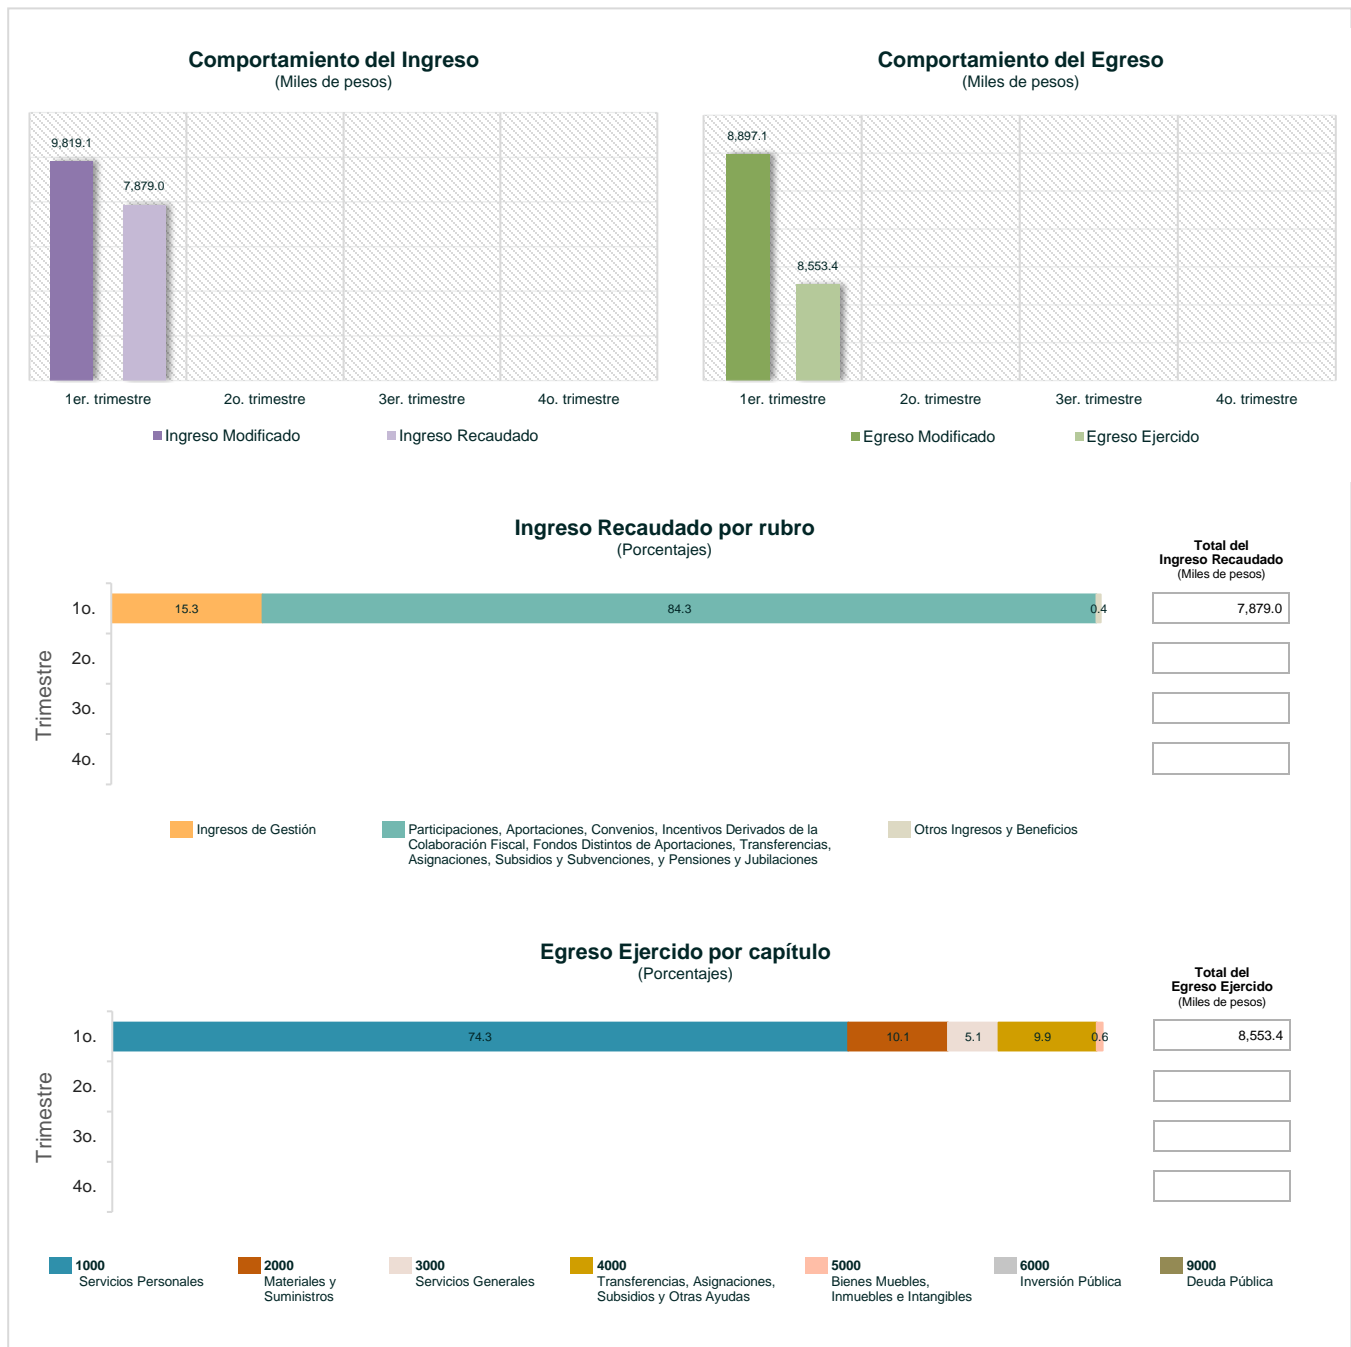 Comportamiento del Ingreso
(Miles de pesos)
9,819.1
7,879.0
1er. trimestre
2o. trimestre
3er. trimestre
4o. trimestre
Ingreso Modificado
Ingreso Recaudado
Comportamiento del Egreso
(Miles de pesos)
8,897.1
8,553.4
1er. trimestre
2o. trimestre
3er. trimestre
4o. trimestre
Egreso Modificado
Egreso Ejercido
Ingreso Recaudado por rubro
(Porcentajes)
Total del
Ingreso Recaudado
(Miles de pesos)
Trimestre
1o.
15.3
84.3
0.4
7,879.0
2o.
3o.
4o.
Ingresos de Gestión
Participaciones, Aportaciones, Convenios, Incentivos Derivados de la
Colaboración Fiscal, Fondos Distintos de Aportaciones, Transferencias,
Asignaciones, Subsidios y Subvenciones, y Pensiones y Jubilaciones
Otros Ingresos y Beneficios
Egreso Ejercido por capítulo
(Porcentajes)
Total del
Egreso Ejercido
(Miles de pesos)
Trimestre
1o.
74.3
10.1
5.1
9.9
0.6
8,553.4
2o.
3o.
4o.
1000
Servicios Personales
2000
Materiales y
Suministros
3000
Servicios Generales
4000
Transferencias, Asignaciones,
Subsidios y Otras Ayudas
5000
Bienes Muebles,
Inmuebles e Intangibles
6000
Inversión Pública
9000
Deuda Pública